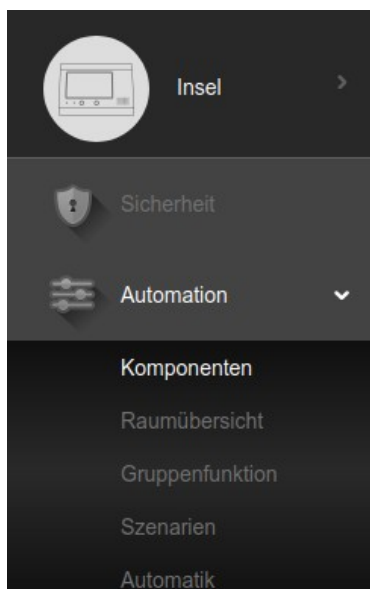 Insel
Sicherheit
Automation
Komponenten
Raumübersicht
Gruppenfunktion
Szenarien
Automatik